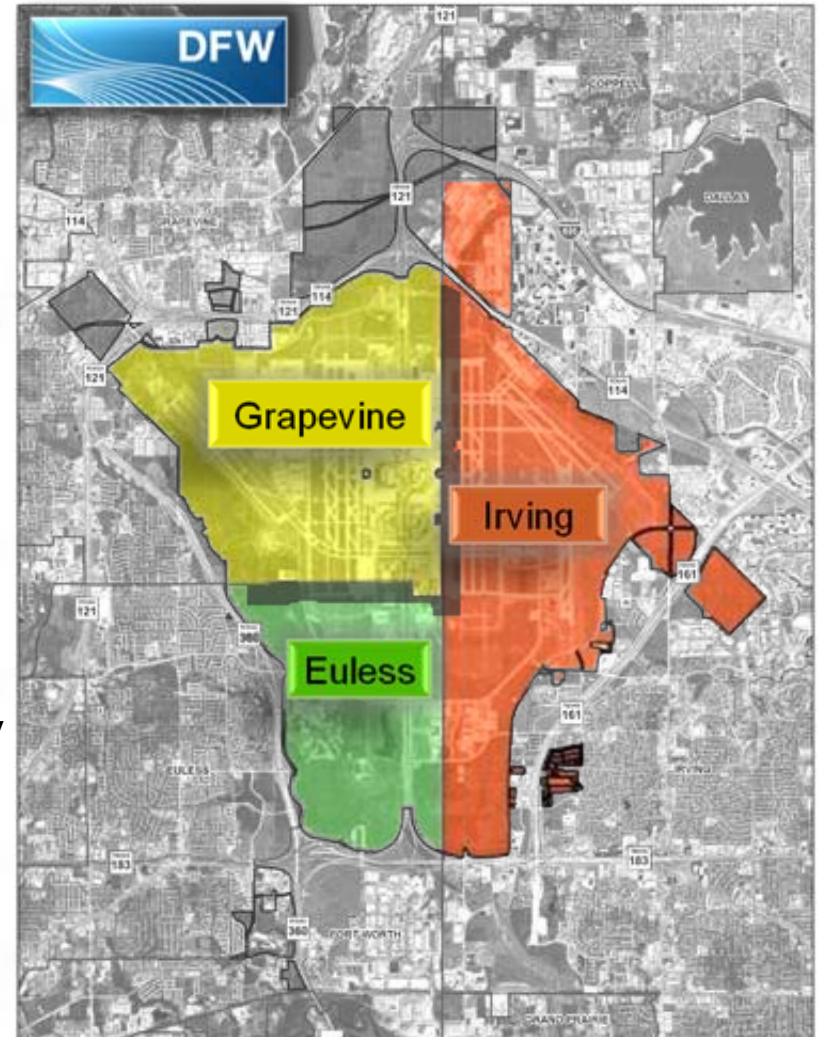 121
DFW
COPPELL
121
DALLAS
114
GRAPEVINE
635
114
121
121
114
Grapevine
A
D
C
Irving
161
121
360
Euless
y
161
EULESS
IRVING
183
183
360
FORT WORTH
GRAND PRAIRIE